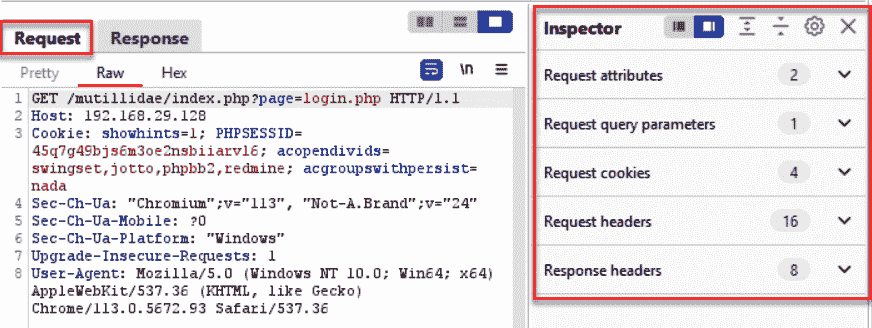 Request Response
Pretty Raw Hex \n
1 GET /mutillidae/index.php?page=login.php HTTP/1.1
2 Host: 192.168.29.128
3 Cookie: showhints=1; PHPSESSID=
45q7g49bjs6m3oe2nsbiiarvl6; acopendivids=
swingset,jotto,phpbb2,redmine; acgroupswithpersist=
nada
4 Sec-Ch-Ua: "Chromium";v="113", "Not-A.Brand";v="24"
5 Sec-Ch-Ua-Mobile: ?0
6 Sec-Ch-Ua-Platform: "Windows"
7 Upgrade-Insecure-Requests: 1
8 User-Agent: Mozilla/5.0 (Windows NT 10.0; Win64; x64)
AppleWebKit/537.36 (KHTML, like Gecko)
Chrome/113.0.5672.93 Safari/537.36
Inspector
Request attributes 2
Request query parameters 1
Request cookies 4
Request headers 16
Response headers 8